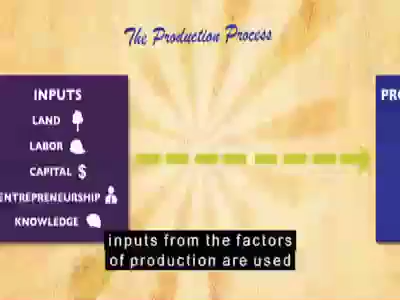 The Production Process
INPUTS
LAND
LABOR
CAPITAL $
ENTREPRENEURSHIP
KNOWLEDGE
PRO
inputs from the factors
of production are used